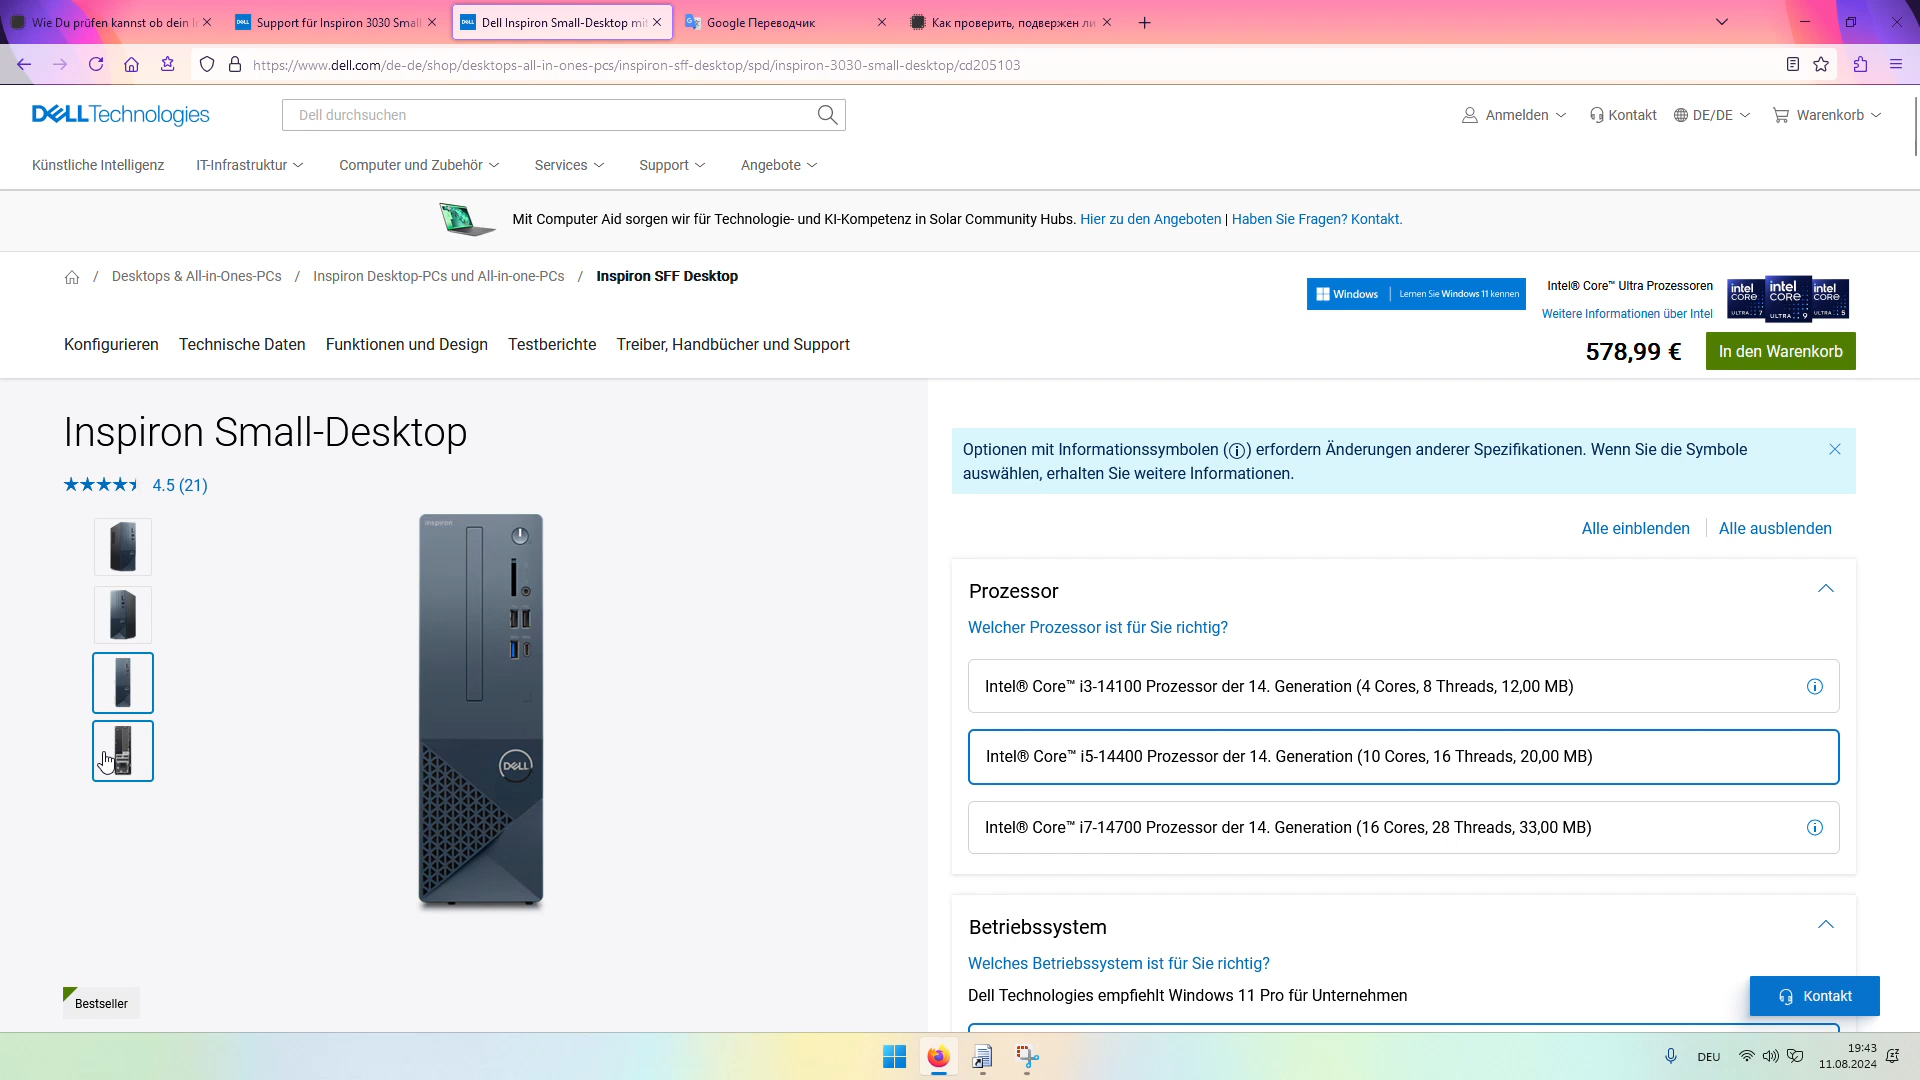 Wie Du prüfen kannst ob dein I
Support für Inspiron 3030 Small
Dell Inspiron Small-Desktop mit
Google Переводчик
Как проверить, подвержен ли
https://www.dell.com/de-de/shop/desktops-all-in-ones-pcs/inspiron-sff-desktop/spd/inspiron-3030-small-desktop/cd205103
DELLTechnologies
Dell durchsuchen
Anmelden
Kontakt
DE/DE
Warenkorb
Künstliche Intelligenz
IT-Infrastruktur
Computer und Zubehör
Services
Support
Angebote
Mit Computer Aid sorgen wir für Technologie- und KI-Kompetenz in Solar Community Hubs. Hier zu den Angeboten | Haben Sie Fragen? Kontakt.
/ Desktops & All-in-Ones-PCs / Inspiron Desktop-PCs und All-in-one-PCs / Inspiron SFF Desktop
Windows | Lernen Sie Windows 11 kennen
Intel® Core™ Ultra Prozessoren
Weitere Informationen über Intel
intel CORE ULTRA 7
intel CORE ULTRA 9
intel CORE ULTRA 5
Konfigurieren
Technische Daten
Funktionen und Design
Testberichte
Treiber, Handbücher und Support
578,99 €
In den Warenkorb
Inspiron Small-Desktop
4.5 (21)
inspiron
DELL
Bestseller
Optionen mit Informationssymbolen (i) erfordern Änderungen anderer Spezifikationen. Wenn Sie die Symbole
auswählen, erhalten Sie weitere Informationen.
Alle einblenden
Alle ausblenden
Prozessor
Welcher Prozessor ist für Sie richtig?
Intel® Core™ i3-14100 Prozessor der 14. Generation (4 Cores, 8 Threads, 12,00 MB)
Intel® Core™ i5-14400 Prozessor der 14. Generation (10 Cores, 16 Threads, 20,00 MB)
Intel® Core™ i7-14700 Prozessor der 14. Generation (16 Cores, 28 Threads, 33,00 MB)
Betriebssystem
Welches Betriebssystem ist für Sie richtig?
Dell Technologies empfiehlt Windows 11 Pro für Unternehmen
Kontakt
DEU
19:43
11.08.2024